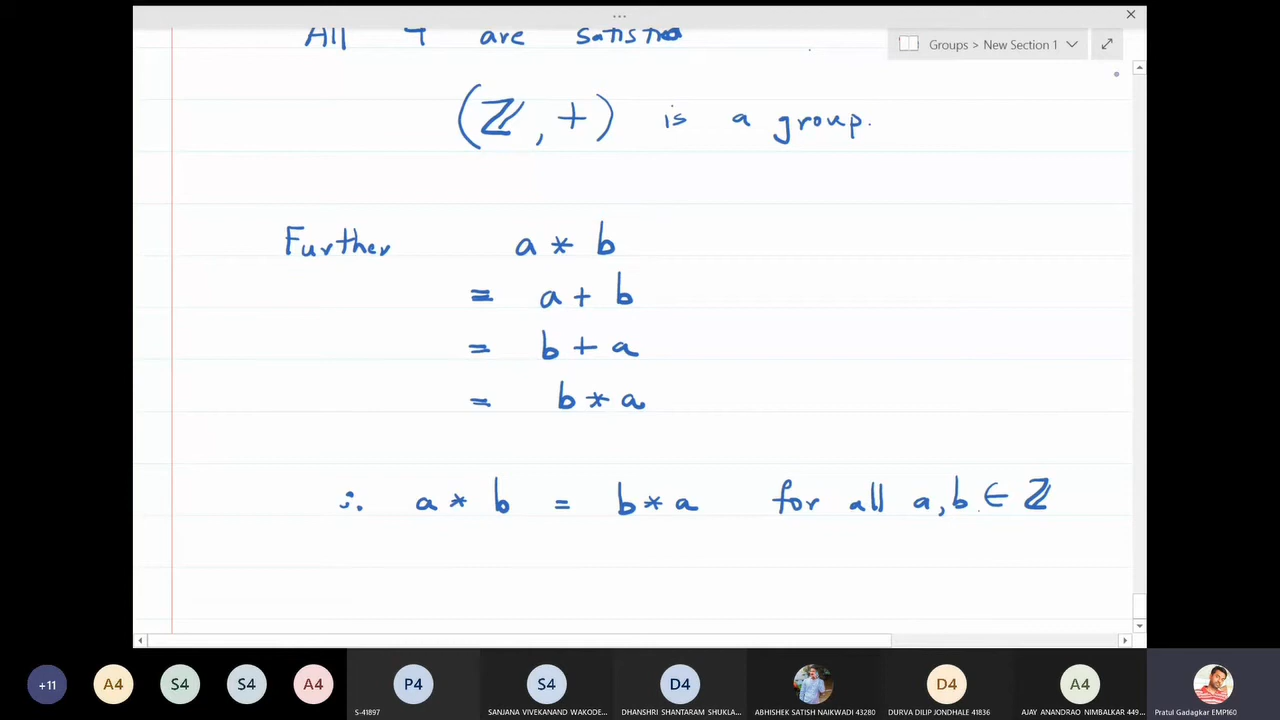 All 4 are satisfied
Groups > New Section 1
(ℤ, +) is a group.
Further a * b
= a + b
= b + a
= b * a
∴ a * b = b * a for all a, b ∈ ℤ
+11
A4
S4
S4
A4
P4
S4
D4
D4
A4
S-41897
SANJANA VIVEKANAND WAKODE...
DHANSHRI SHANTARAM SHUKLA...
ABHISHEK SATISH NAIKWADI 43280
DURVA DILIP JONDHALE 41836
AJAY ANANDRAO NIMBALKAR 449...
Pratul Gadagkar EMP160